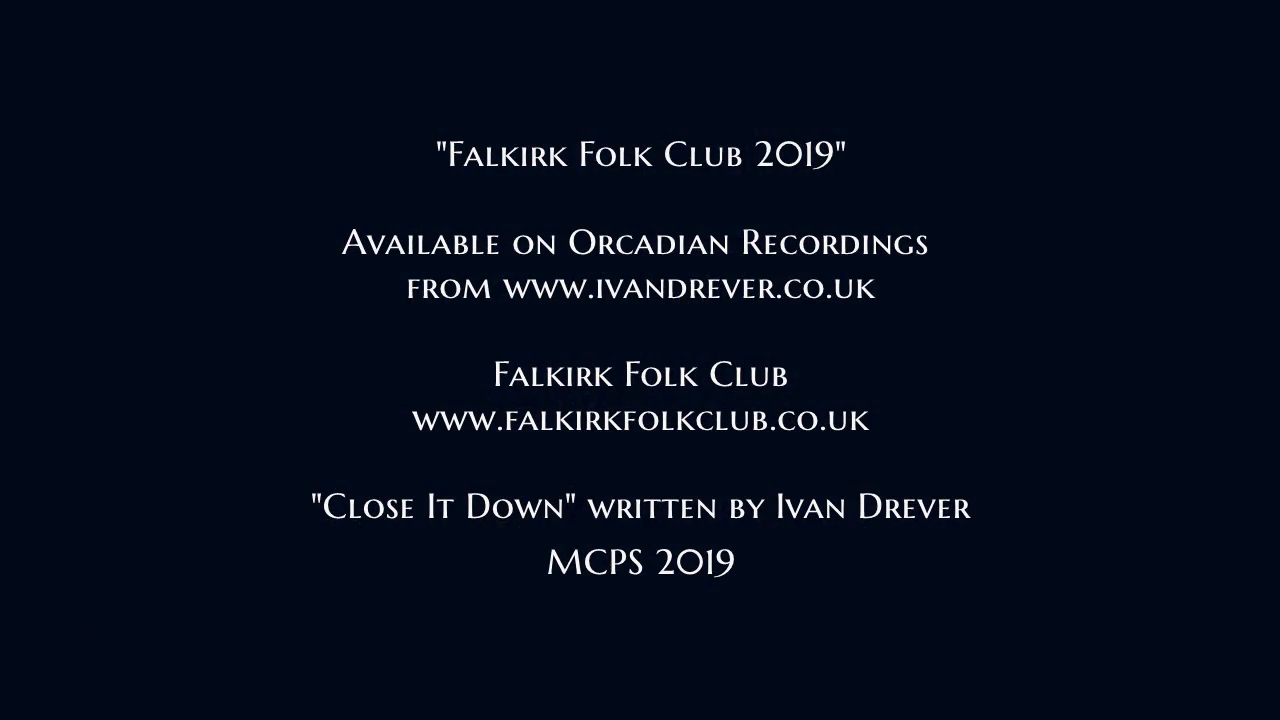 "Falkirk Folk Club 2019"
Available on Orcadian Recordings
from www.ivandrever.co.uk
Falkirk Folk Club
www.falkirkfolkclub.co.uk
"Close It Down" written by Ivan Drever
MCPS 2019